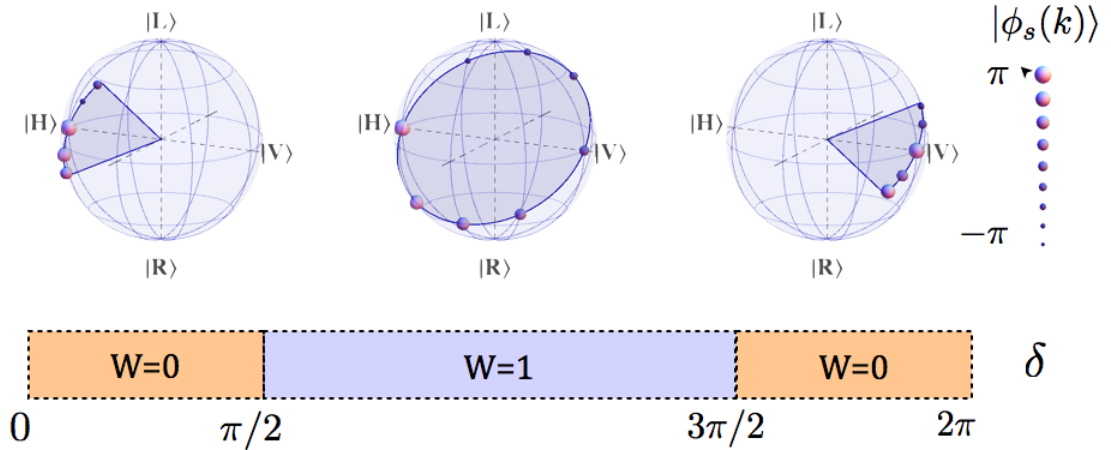 |L⟩ |L⟩ |L⟩ |ϕₛ(k)⟩
π
|H⟩ |V⟩ |H⟩ |V⟩ |H⟩ |V⟩
−π
|R⟩ |R⟩ |R⟩
W=0 W=1 W=0 δ
0 π/2 3π/2 2π